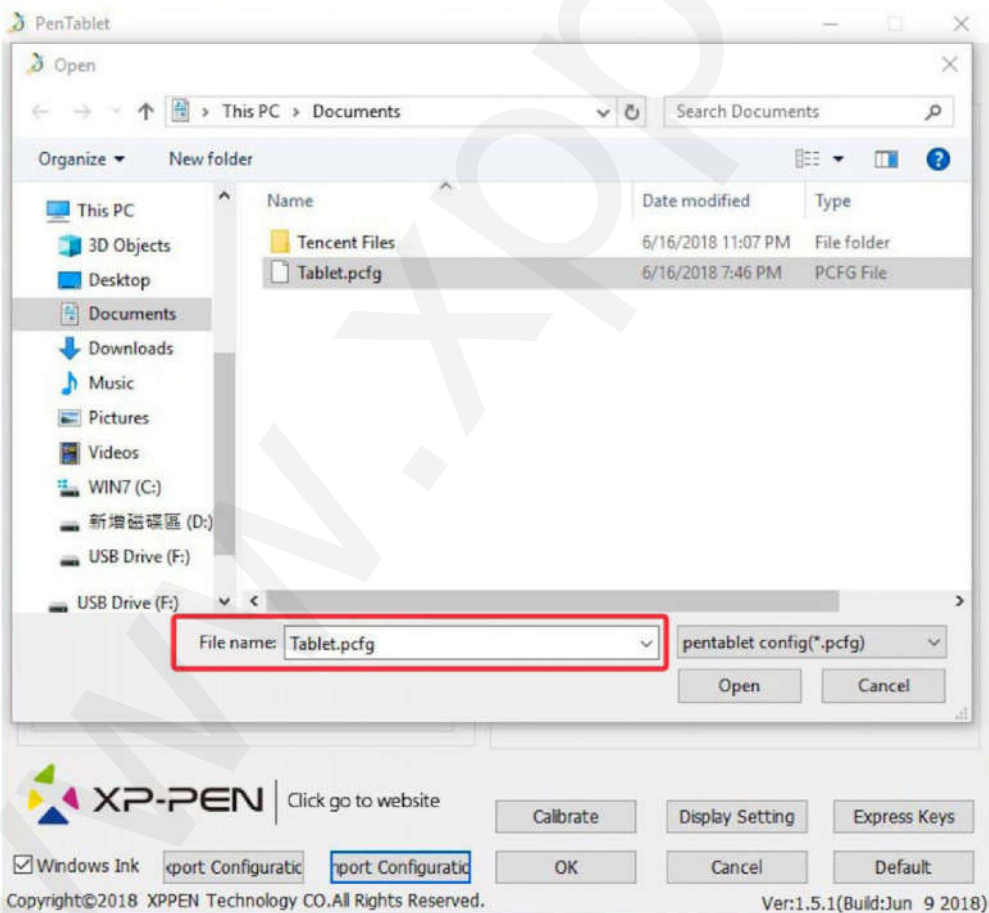 PenTablet
Open
This PC > Documents
Search Documents
Organize
New folder
Name
Date modified
Type
This PC
3D Objects
Desktop
Documents
Downloads
Music
Pictures
Videos
WIN7 (C:)
新增磁碟區 (D:)
USB Drive (F:)
USB Drive (F:)
Tencent Files 6/16/2018 11:07 PM File folder
Tablet.pcfg 6/16/2018 7:46 PM PCFG File
File name: Tablet.pcfg
pentablet config(*.pcfg)
Open
Cancel
XP-PEN
Click go to website
Calibrate
Display Setting
Express Keys
Windows Ink
port Configuratic
nport Configuratic
OK
Cancel
Default
Copyright©2018 XPPEN Technology CO.All Rights Reserved.
Ver:1.5.1(Build:Jun 9 2018)